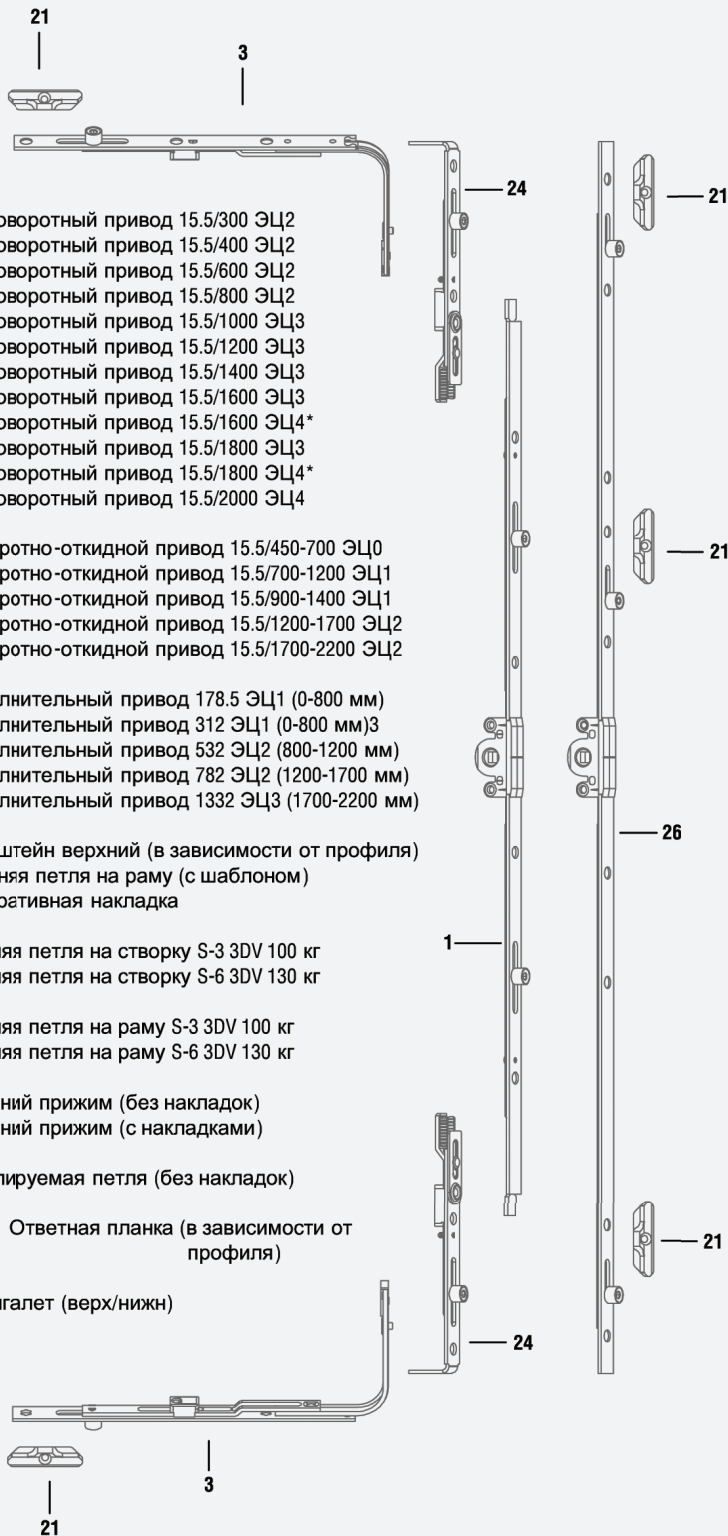 21
3
24
21
оворотный привод 15.5/300 ЭЦ2
оворотный привод 15.5/400 ЭЦ2
оворотный привод 15.5/600 ЭЦ2
оворотный привод 15.5/800 ЭЦ2
оворотный привод 15.5/1000 ЭЦ3
оворотный привод 15.5/1200 ЭЦ3
оворотный привод 15.5/1400 ЭЦ3
оворотный привод 15.5/1600 ЭЦ3
оворотный привод 15.5/1600 ЭЦ4*
оворотный привод 15.5/1800 ЭЦ3
оворотный привод 15.5/1800 ЭЦ4*
оворотный привод 15.5/2000 ЭЦ4
ротно-откидной привод 15.5/450-700 ЭЦ0
21
ротно-откидной привод 15.5/700-1200 ЭЦ1
ротно-откидной привод 15.5/900-1400 ЭЦ1
ротно-откидной привод 15.5/1200-1700 ЭЦ2
ротно-откидной привод 15.5/1700-2200 ЭЦ2
лнительный привод 178.5 ЭЦ1 (0-800 мм)
лнительный привод 312 ЭЦ1 (0-800 мм)3
лнительный привод 532 ЭЦ2 (800-1200 мм)
лнительный привод 782 ЭЦ2 (1200-1700 мм)
лнительный привод 1332 ЭЦ3 (1700-2200 мм)
26
штейн верхний (в зависимости от профиля)
няя петля на раму (с шаблоном)
ративная накладка
1
няя петля на створку S-3 3DV 100 кг
няя петля на створку S-6 3DV 130 кг
няя петля на раму S-3 3DV 100 кг
няя петля на раму S-6 3DV 130 кг
ний прижим (без накладок)
ний прижим (с накладками)
лируемая петля (без накладок)
Ответная планка (в зависимости от
профиля)
21
нгалет (верх/нижн)
24
3
21